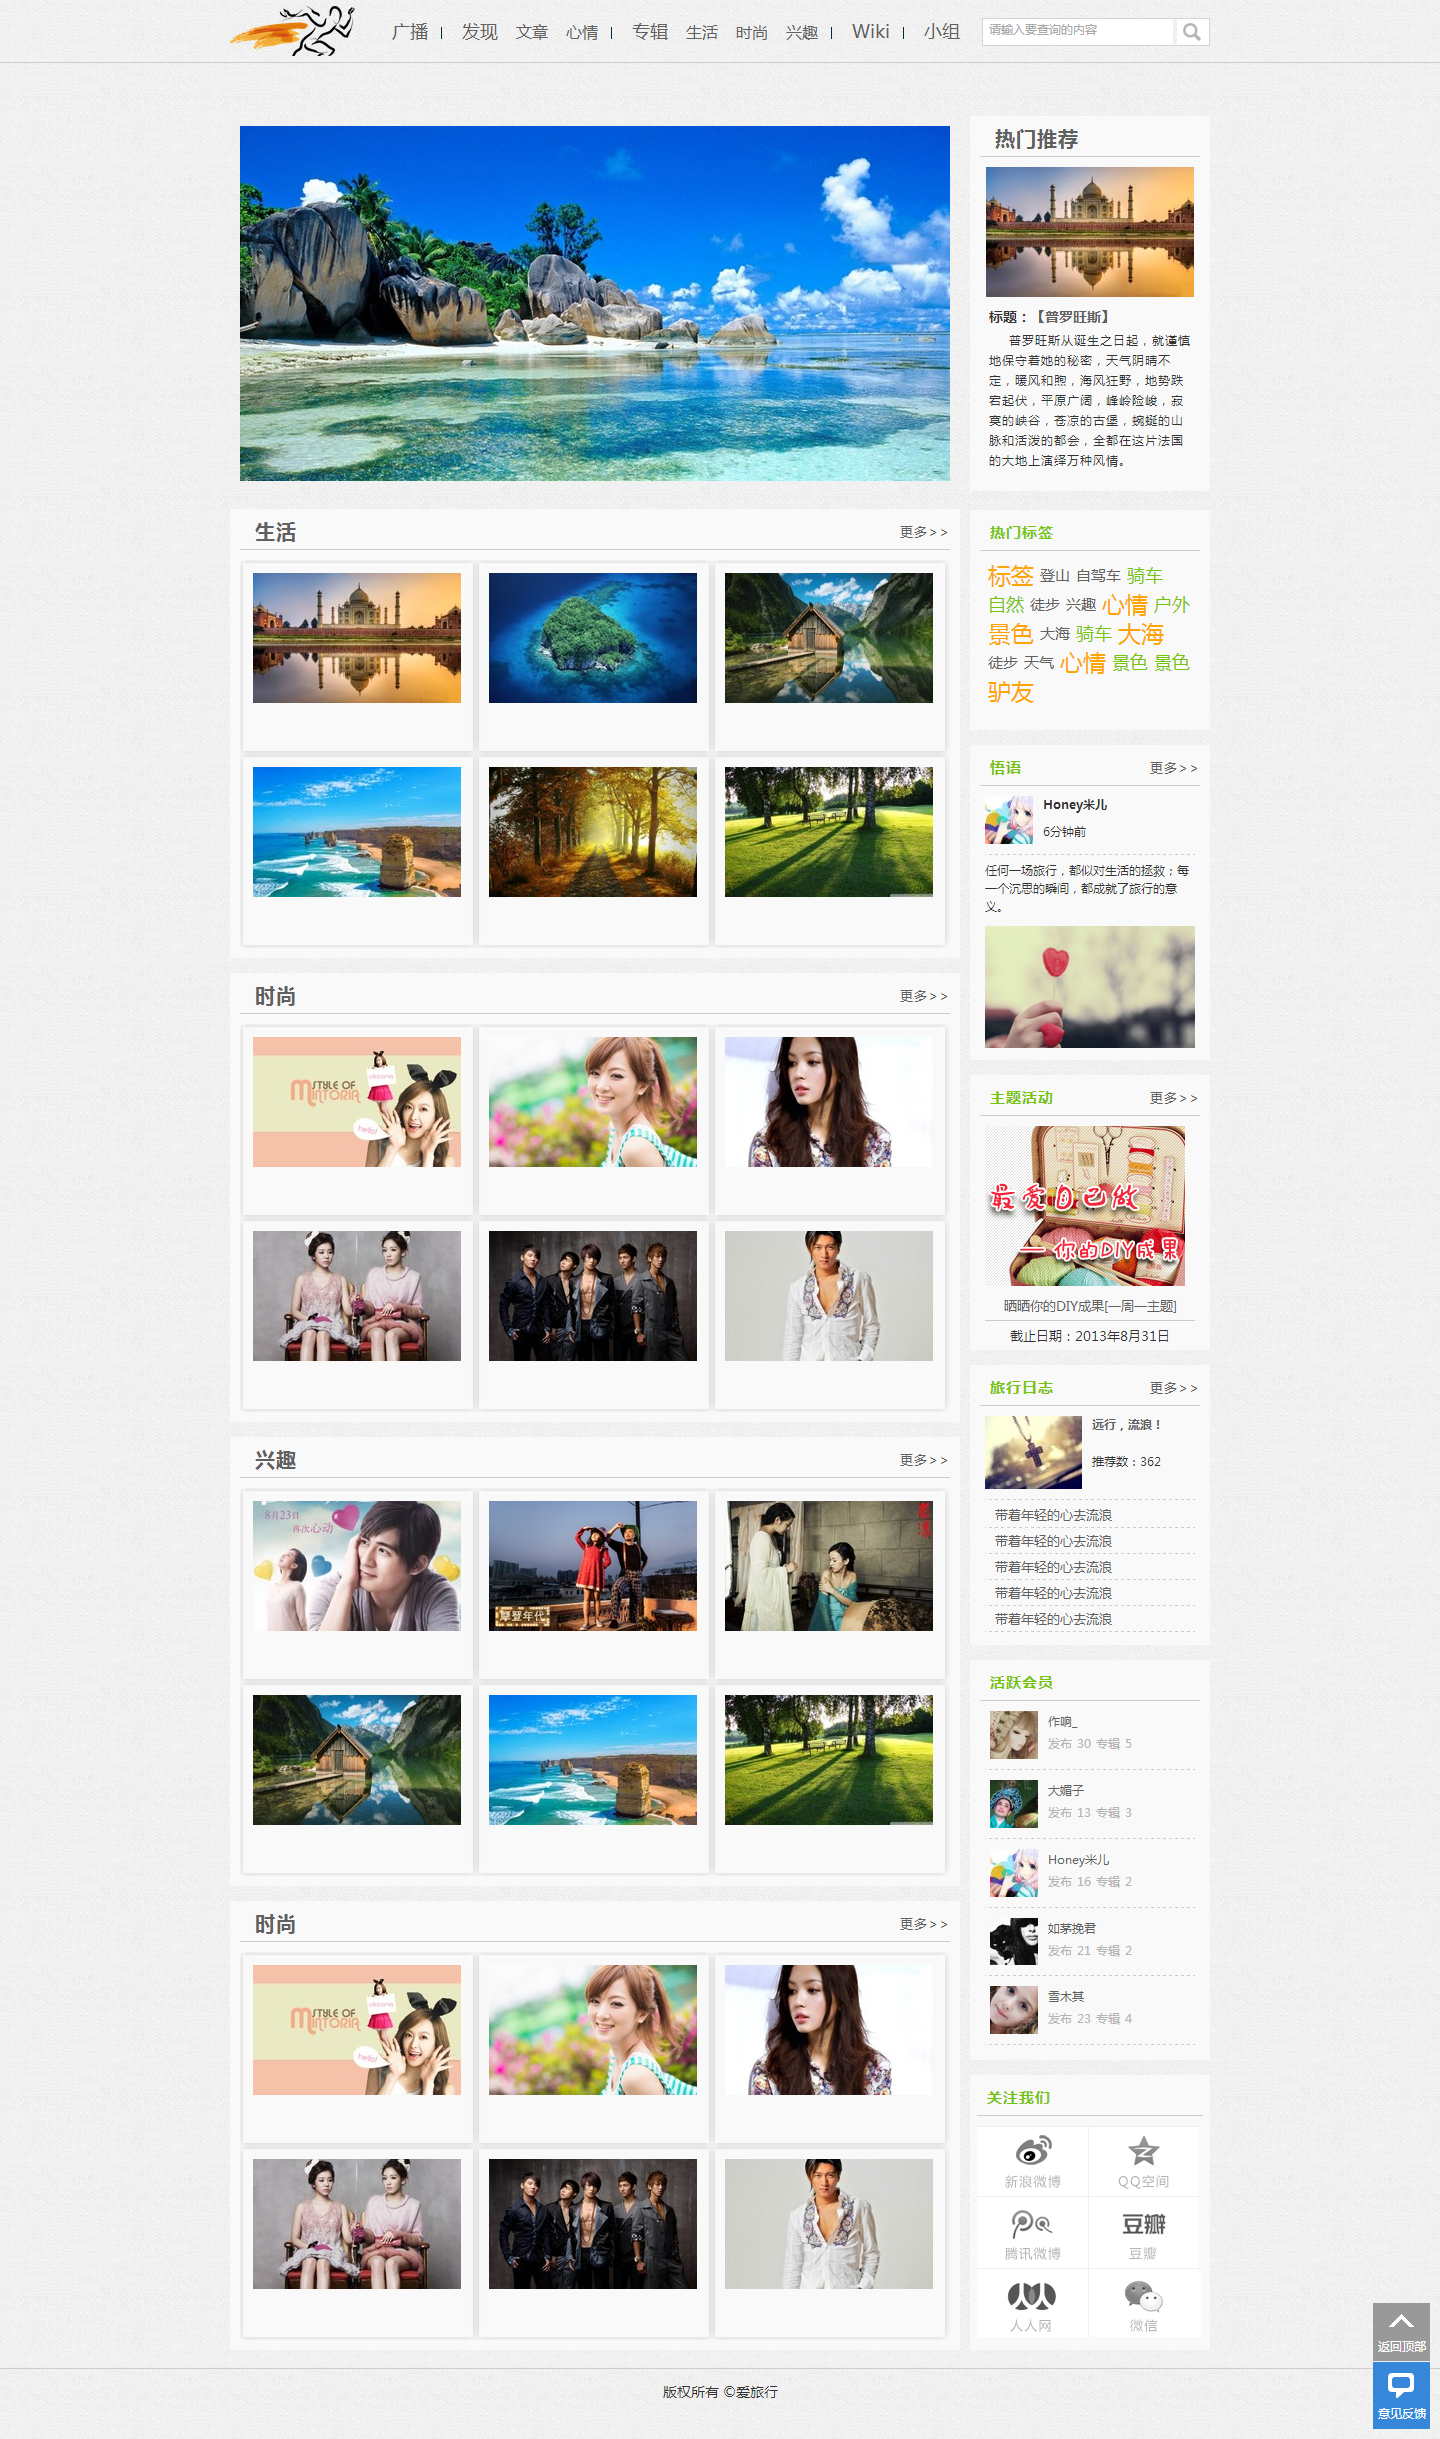 广播 发现 文章 心情 专辑 生活 时尚 兴趣 Wiki 小组
请输入要查询的内容
热门推荐
标题：【普罗旺斯】
普罗旺斯从诞生之日起，就谨慎
地保守着她的秘密，天气阴晴不
定，暖风和煦，海风狂野，地势跌
宕起伏，平原广阔，峰岭险峻，寂
寞的峡谷，苍凉的古堡，蜿蜒的山
脉和活泼的都会，全都在这片法国
的大地上演绎万种风情。
生活
更多>>
热门标签
标签 登山 自驾车 骑车
自然 徒步 兴趣 心情 户外
景色 大海 骑车 大海
徒步 天气 心情 景色 景色
驴友
悟语
更多>>
Honey米儿
6分钟前
任何一场旅行，都似对生活的拯救；每
一个沉思的瞬间，都成就了旅行的意
义。
时尚
更多>>
STYLE OF
MINTORIA
hello!
主题活动
更多>>
最爱自己做
— 你的DIY成果
晒晒你的DIY成果[一周一主题]
截止日期：2013年8月31日
旅行日志
更多>>
远行，流浪！
推荐数：362
带着年轻的心去流浪
带着年轻的心去流浪
带着年轻的心去流浪
带着年轻的心去流浪
带着年轻的心去流浪
兴趣
更多>>
8月23日
再次心动
摩登年代
活跃会员
作响_
发布 30 专辑 5
大媚子
发布 13 专辑 3
Honey米儿
发布 16 专辑 2
如茅挽君
发布 21 专辑 2
雪木其
发布 23 专辑 4
时尚
更多>>
STYLE OF
MINTORIA
hello!
关注我们
新浪微博
QQ空间
腾讯微博
豆瓣
豆瓣
人人网
微信
返回顶部
意见反馈
版权所有 ©爱旅行